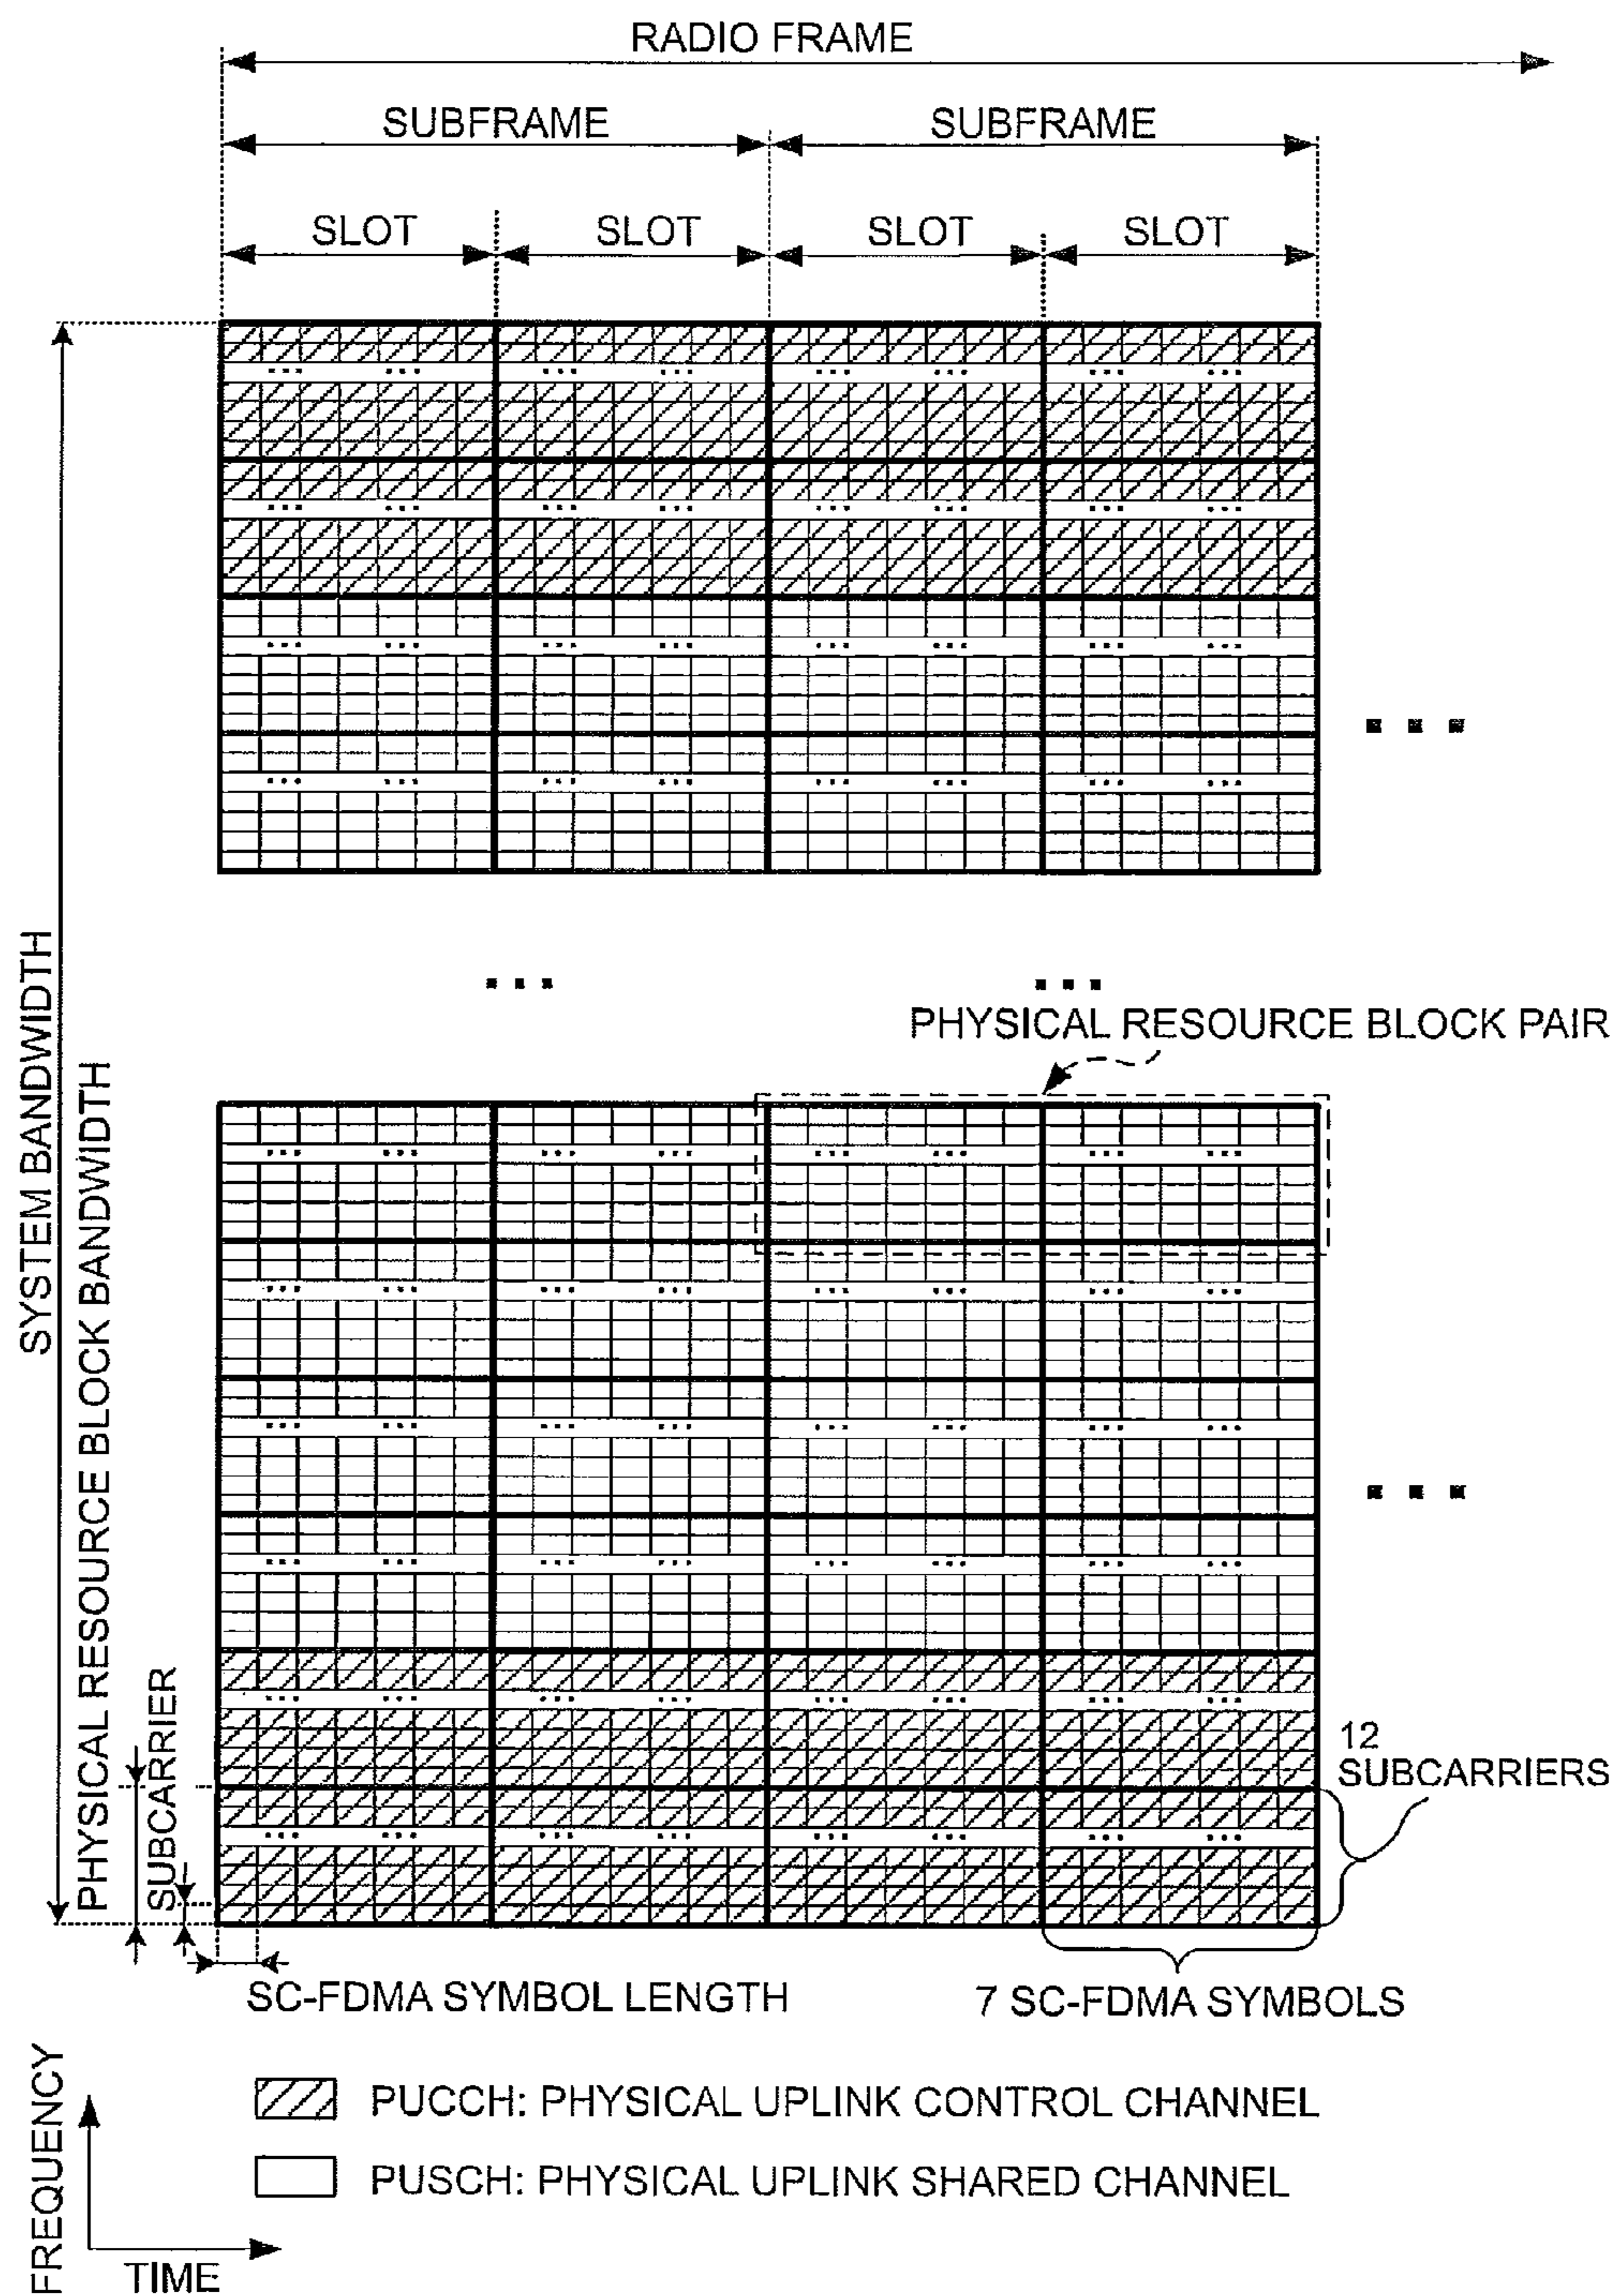 RADIO FRAME
SUBFRAME
SUBFRAME
SLOT
SLOT
SLOT
SLOT
SYSTEM BANDWIDTH
PHYSICAL RESOURCE BLOCK BANDWIDTH
SUBCARRIER
PHYSICAL RESOURCE BLOCK PAIR
12
SUBCARRIERS
SC-FDMA SYMBOL LENGTH
7 SC-FDMA SYMBOLS
PUCCH: PHYSICAL UPLINK CONTROL CHANNEL
PUSCH: PHYSICAL UPLINK SHARED CHANNEL
FREQUENCY
TIME